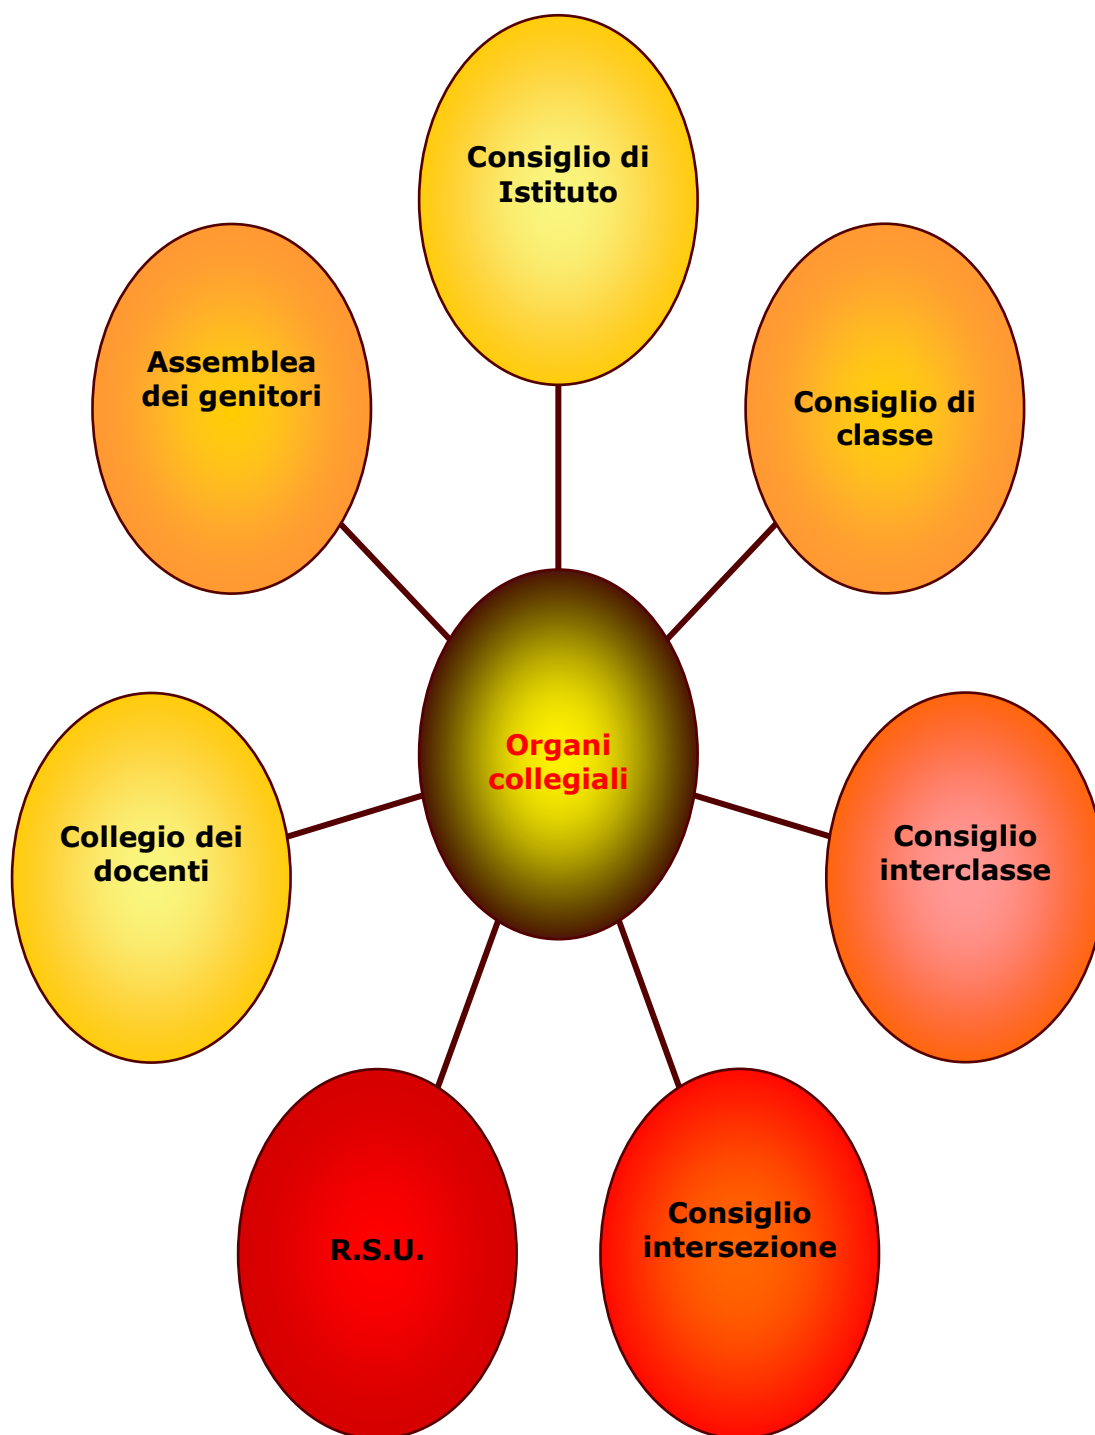 Consiglio di
Istituto
Assemblea
dei genitori
Consiglio di
classe
Organi
collegiali
Collegio dei
docenti
Consiglio
interclasse
R.S.U.
Consiglio
intersezione